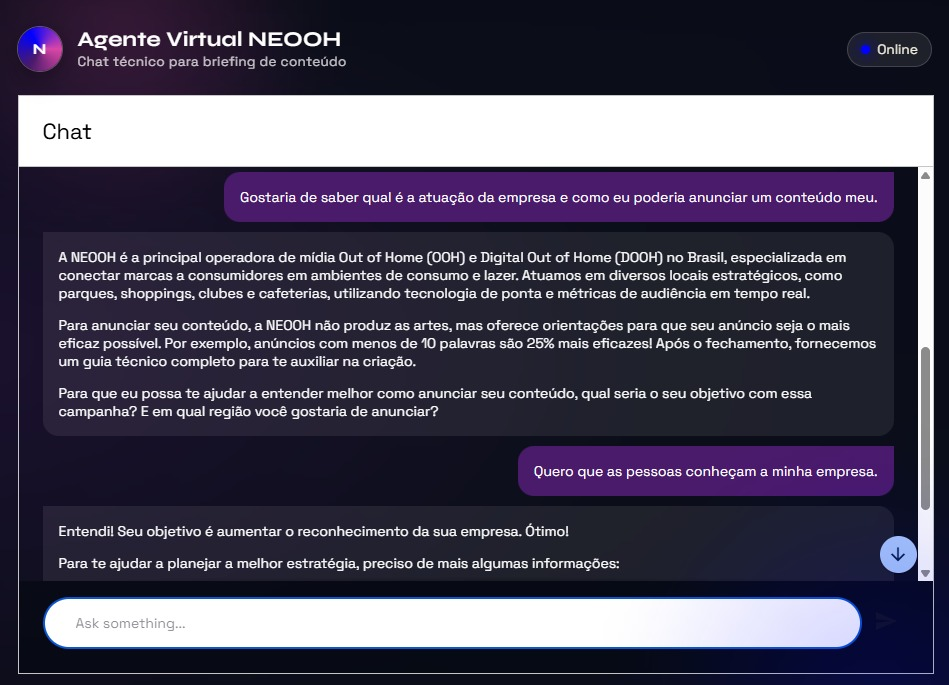 N
Agente Virtual NEOOH
Chat técnico para briefing de conteúdo
Online
Chat
Gostaria de saber qual é a atuação da empresa e como eu poderia anunciar um conteúdo meu.
A NEOOH é a principal operadora de mídia Out of Home (OOH) e Digital Out of Home (DOOH) no Brasil, especializada em
conectar marcas a consumidores em ambientes de consumo e lazer. Atuamos em diversos locais estratégicos, como
parques, shoppings, clubes e cafeterias, utilizando tecnologia de ponta e métricas de audiência em tempo real.
Para anunciar seu conteúdo, a NEOOH não produz as artes, mas oferece orientações para que seu anúncio seja o mais
eficaz possível. Por exemplo, anúncios com menos de 10 palavras são 25% mais eficazes! Após o fechamento, fornecemos
um guia técnico completo para te auxiliar na criação.
Para que eu possa te ajudar a entender melhor como anunciar seu conteúdo, qual seria o seu objetivo com essa
campanha? E em qual região você gostaria de anunciar?
Quero que as pessoas conheçam a minha empresa.
Entendi! Seu objetivo é aumentar o reconhecimento da sua empresa. Ótimo!
Para te ajudar a planejar a melhor estratégia, preciso de mais algumas informações:
Ask something...